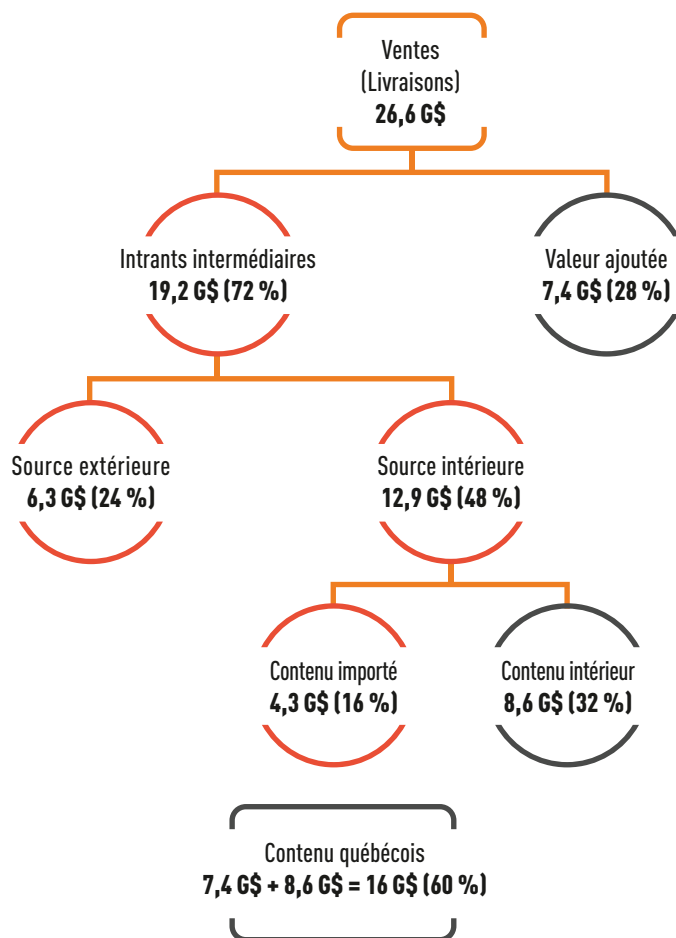 Ventes
(Livraisons)
26,6 G$
Intrants intermédiaires
19,2 G$ (72 %)
Valeur ajoutée
7,4 G$ (28 %)
Source extérieure
6,3 G$ (24 %)
Source intérieure
12,9 G$ (48 %)
Contenu importé
4,3 G$ (16 %)
Contenu intérieur
8,6 G$ (32 %)
Contenu québécois
7,4 G$ + 8,6 G$ = 16 G$ (60 %)